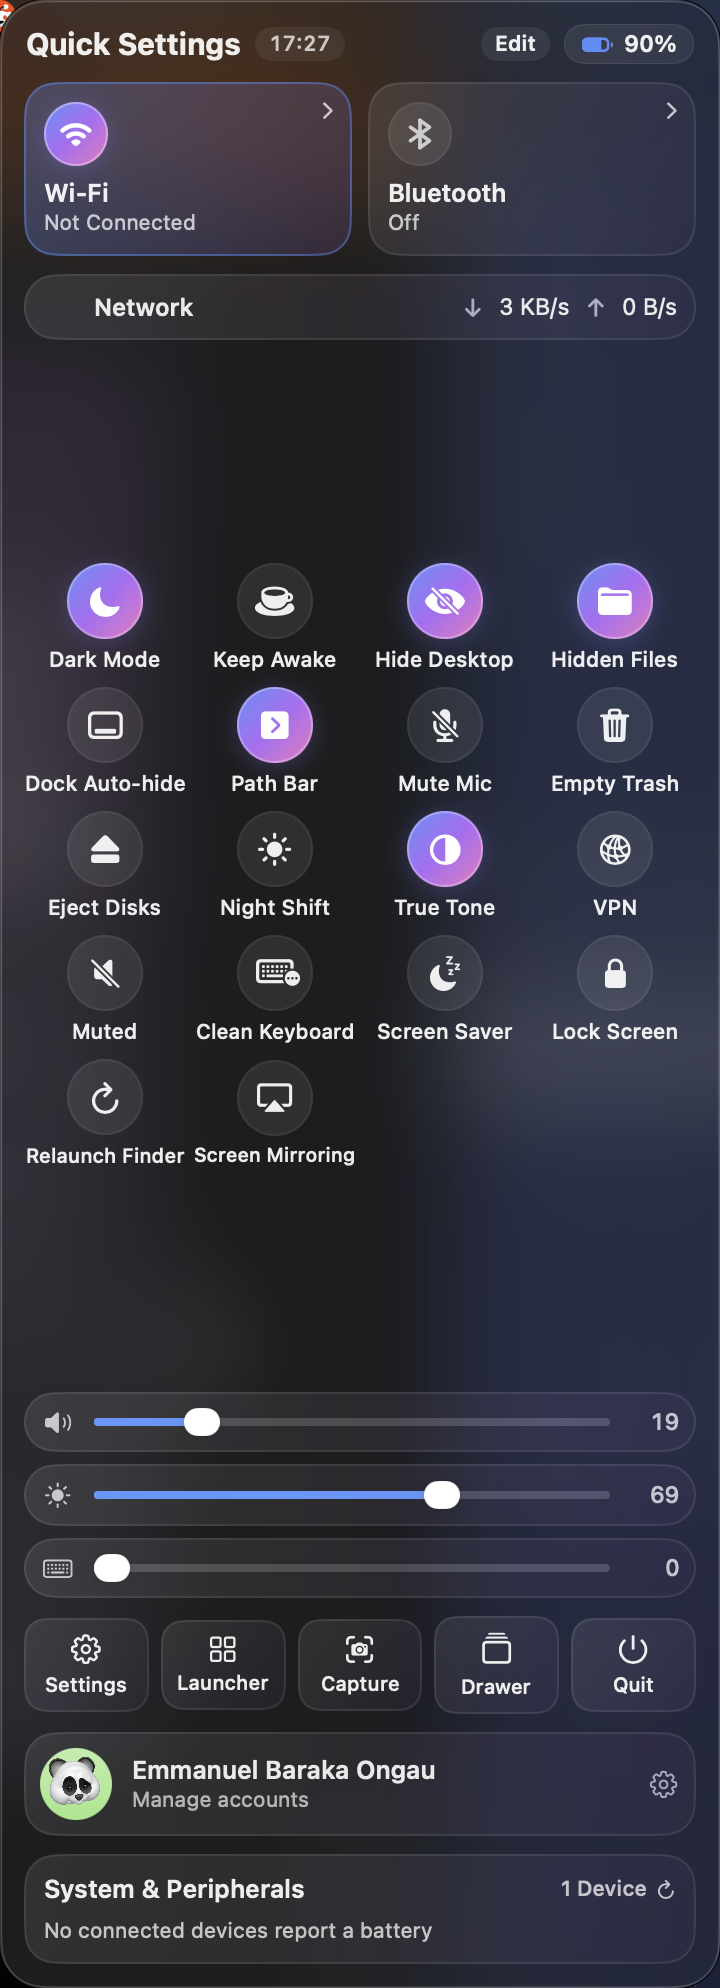 Quick Settings 17:27 Edit 90%
Wi-Fi
Not Connected
Bluetooth
Off
Network ↓ 3 KB/s ↑ 0 B/s
Dark Mode Keep Awake Hide Desktop Hidden Files
Dock Auto-hide Path Bar Mute Mic Empty Trash
Eject Disks Night Shift True Tone VPN
Muted Clean Keyboard Screen Saver Lock Screen
Relaunch Finder Screen Mirroring
19
69
0
Settings Launcher Capture Drawer Quit
Emmanuel Baraka Ongau
Manage accounts
System & Peripherals 1 Device
No connected devices report a battery